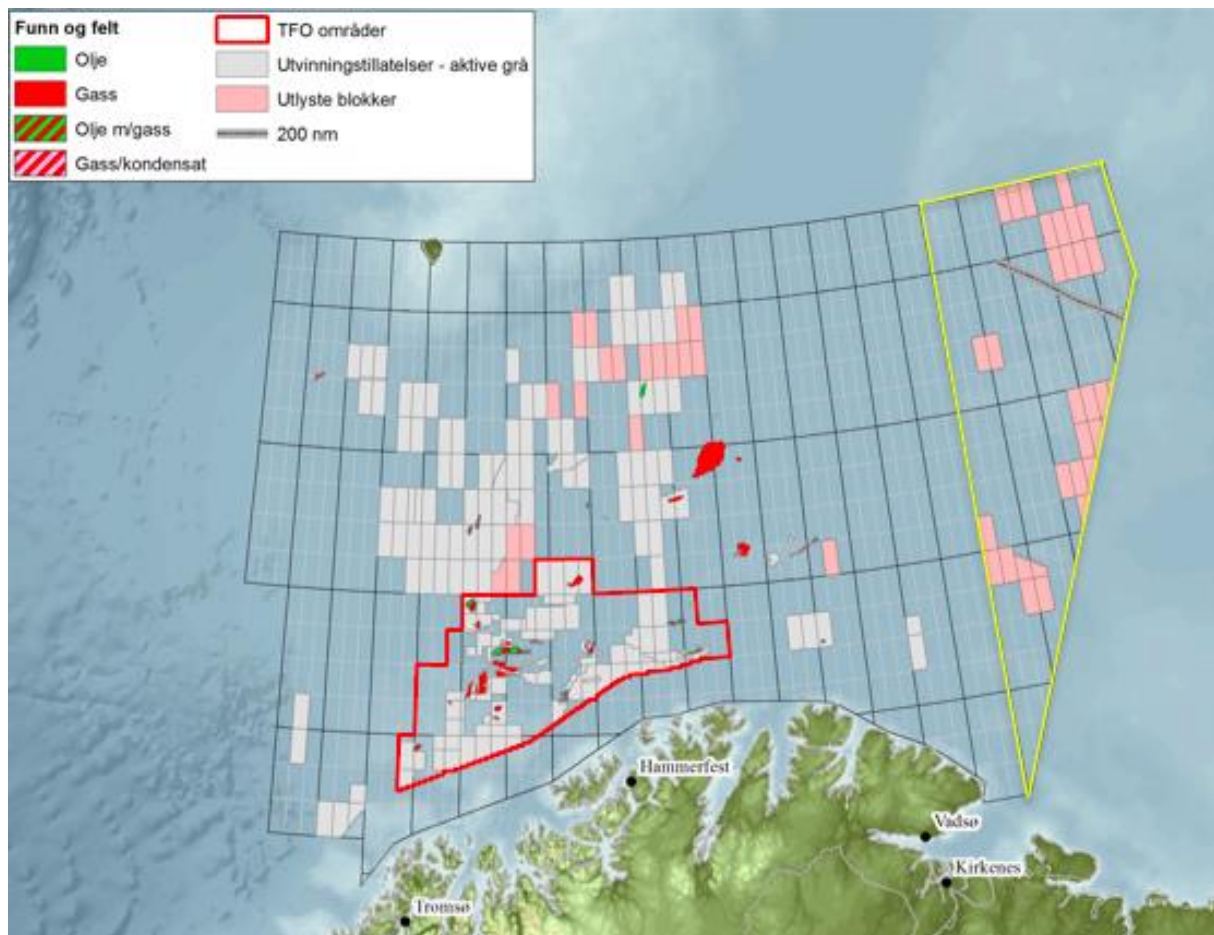 Funn og felt
Olje
Gass
Olje m/gass
Gass/kondensat
TFO områder
Utvinningstillatelser - aktive grå
Utlyste blokker
200 nm
Hammerfest
Vadsø
Kirkenes
Tromsø